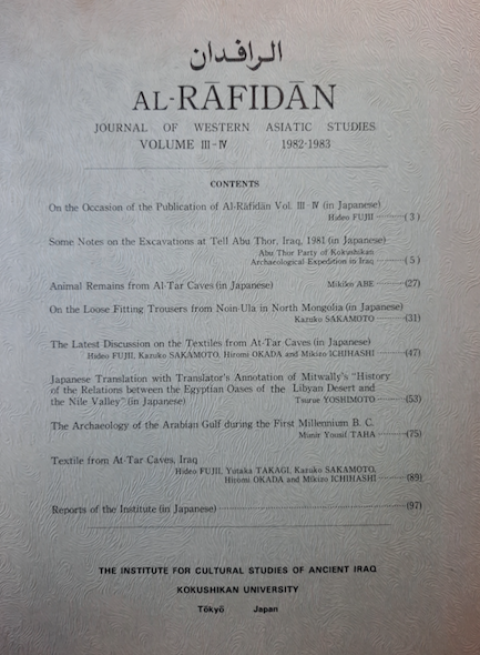 الرافدان
AL-RĀFIDĀN
JOURNAL OF WESTERN ASIATIC STUDIES
VOLUME III-IV 1982-1983
CONTENTS
On the Occasion of the Publication of Al-Rāfidān Vol. III-IV (in Japanese)
Hideo FUJII (3)
Some Notes on the Excavations at Tell Abu Thor, Iraq, 1981 (in Japanese)
Abu Thor Party of Kokushikan
Archaeological Expedition in Iraq (5)
Animal Remains from At-Tar Caves (in Japanese) Mikiko ABE (27)
On the Loose Fitting Trousers from Noin-Ula in North Mongolia (in Japanese)
Kazuko SAKAMOTO (31)
The Latest Discussion on the Textiles from At-Tar Caves (in Japanese)
Hideo FUJII, Kazuko SAKAMOTO, Hiromi OKADA and Mikizo ICHIHASHI (47)
Japanese Translation with Translator's Annotation of Mitwally's "History
of the Relations between the Egyptian Oases of the Libyan Desert and
the Nile Valley" (in Japanese) Tsurue YOSHIMOTO (53)
The Archaeology of the Arabian Gulf during the First Millennium B. C.
Munir Yousif TAHA (75)
Textile from At-Tar Caves, Iraq
Hideo FUJII, Yutaka TAKAGI, Kazuko SAKAMOTO,
Hiromi OKADA and Mikizo ICHIHASHI (89)
Reports of the Institute (in Japanese) (97)
THE INSTITUTE FOR CULTURAL STUDIES OF ANCIENT IRAQ
KOKUSHIKAN UNIVERSITY
Tōkyō Japan